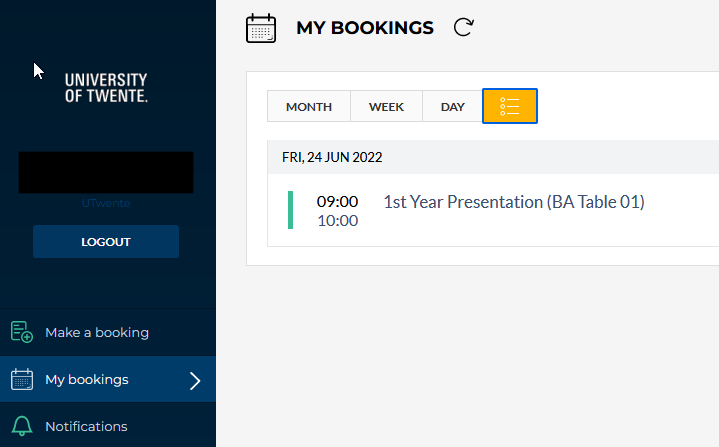 UNIVERSITY
OF TWENTE.
UTwente
LOGOUT
Make a booking
My bookings
Notifications
MY BOOKINGS
MONTH WEEK DAY
FRI, 24 JUN 2022
09:00 1st Year Presentation (BA Table 01)
10:00